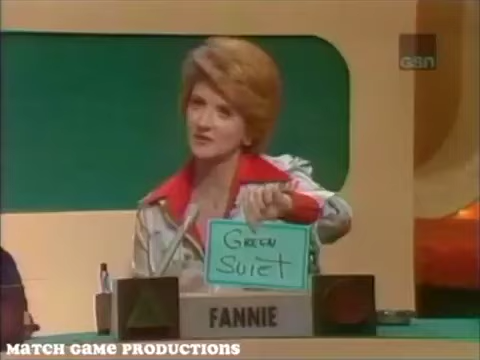 GSN
GREEN
SUIET
FANNIE
MATCH GAME PRODUCTIONS